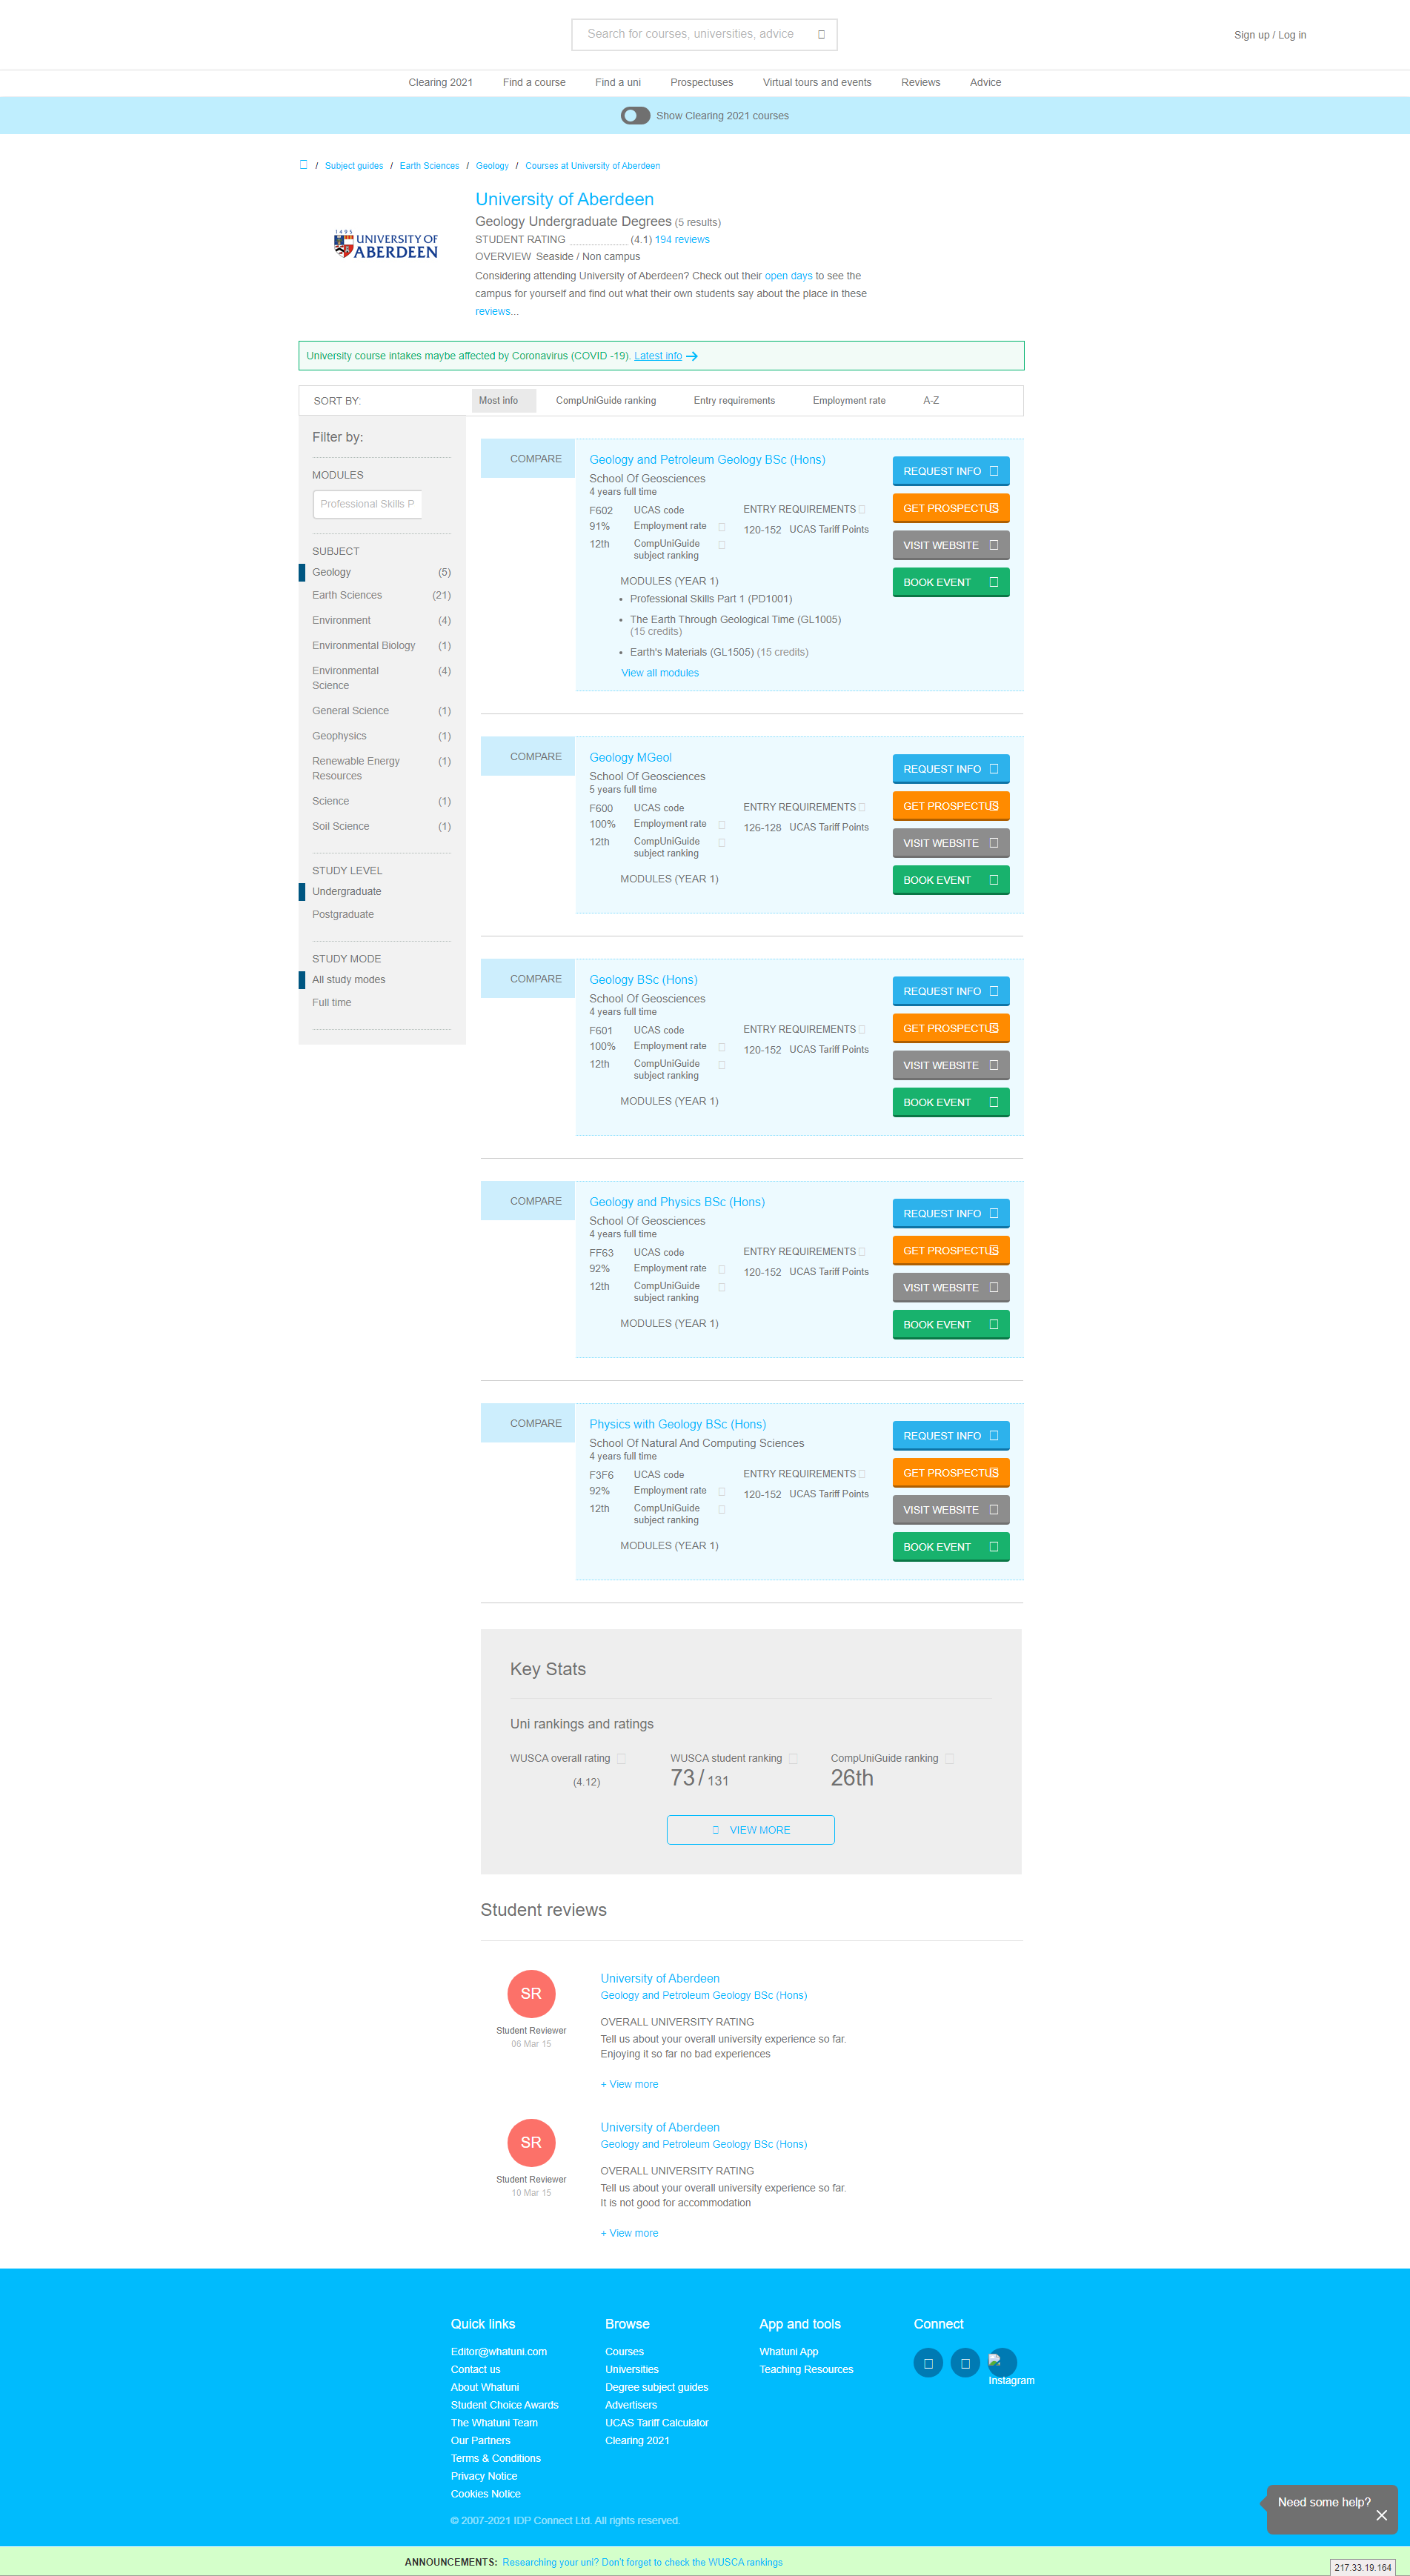 Search for courses, universities, advice
Sign up / Log in
Clearing 2021 Find a course Find a uni Prospectuses Virtual tours and events Reviews Advice
Show Clearing 2021 courses
/ Subject guides / Earth Sciences / Geology / Courses at University of Aberdeen
1495
UNIVERSITY OF
ABERDEEN
University of Aberdeen
Geology Undergraduate Degrees (5 results)
STUDENT RATING (4.1) 194 reviews
OVERVIEW Seaside / Non campus
Considering attending University of Aberdeen? Check out their open days to see the
campus for yourself and find out what their own students say about the place in these
reviews...
University course intakes maybe affected by Coronavirus (COVID -19). Latest info
SORT BY: Most info CompUniGuide ranking Entry requirements Employment rate A-Z
Filter by:
MODULES
Professional Skills P
SUBJECT
Geology (5)
Earth Sciences (21)
Environment (4)
Environmental Biology (1)
Environmental (4)
Science
General Science (1)
Geophysics (1)
Renewable Energy (1)
Resources
Science (1)
Soil Science (1)
STUDY LEVEL
Undergraduate
Postgraduate
STUDY MODE
All study modes
Full time
COMPARE
Geology and Petroleum Geology BSc (Hons)
School Of Geosciences
4 years full time
F602 UCAS code
91% Employment rate
12th CompUniGuide
subject ranking
ENTRY REQUIREMENTS
120-152 UCAS Tariff Points
MODULES (YEAR 1)
• Professional Skills Part 1 (PD1001)
• The Earth Through Geological Time (GL1005)
(15 credits)
• Earth's Materials (GL1505) (15 credits)
View all modules
REQUEST INFO
GET PROSPECTUS
VISIT WEBSITE
BOOK EVENT
COMPARE
Geology MGeol
School Of Geosciences
5 years full time
F600 UCAS code
100% Employment rate
12th CompUniGuide
subject ranking
ENTRY REQUIREMENTS
126-128 UCAS Tariff Points
MODULES (YEAR 1)
REQUEST INFO
GET PROSPECTUS
VISIT WEBSITE
BOOK EVENT
COMPARE
Geology BSc (Hons)
School Of Geosciences
4 years full time
F601 UCAS code
100% Employment rate
12th CompUniGuide
subject ranking
ENTRY REQUIREMENTS
120-152 UCAS Tariff Points
MODULES (YEAR 1)
REQUEST INFO
GET PROSPECTUS
VISIT WEBSITE
BOOK EVENT
COMPARE
Geology and Physics BSc (Hons)
School Of Geosciences
4 years full time
FF63 UCAS code
92% Employment rate
12th CompUniGuide
subject ranking
ENTRY REQUIREMENTS
120-152 UCAS Tariff Points
MODULES (YEAR 1)
REQUEST INFO
GET PROSPECTUS
VISIT WEBSITE
BOOK EVENT
COMPARE
Physics with Geology BSc (Hons)
School Of Natural And Computing Sciences
4 years full time
F3F6 UCAS code
92% Employment rate
12th CompUniGuide
subject ranking
ENTRY REQUIREMENTS
120-152 UCAS Tariff Points
MODULES (YEAR 1)
REQUEST INFO
GET PROSPECTUS
VISIT WEBSITE
BOOK EVENT
Key Stats
Uni rankings and ratings
WUSCA overall rating WUSCA student ranking CompUniGuide ranking
(4.12) 73 / 131 26th
VIEW MORE
Student reviews
SR
Student Reviewer
06 Mar 15
University of Aberdeen
Geology and Petroleum Geology BSc (Hons)
OVERALL UNIVERSITY RATING
Tell us about your overall university experience so far.
Enjoying it so far no bad experiences
+ View more
SR
Student Reviewer
10 Mar 15
University of Aberdeen
Geology and Petroleum Geology BSc (Hons)
OVERALL UNIVERSITY RATING
Tell us about your overall university experience so far.
It is not good for accommodation
+ View more
Quick links
Editor@whatuni.com
Contact us
About Whatuni
Student Choice Awards
The Whatuni Team
Our Partners
Terms & Conditions
Privacy Notice
Cookies Notice
Browse
Courses
Universities
Degree subject guides
Advertisers
UCAS Tariff Calculator
Clearing 2021
App and tools
Whatuni App
Teaching Resources
Connect
Instagram
© 2007-2021 IDP Connect Ltd. All rights reserved.
Need some help?
ANNOUNCEMENTS: Researching your uni? Don't forget to check the WUSCA rankings
217.33.19.164